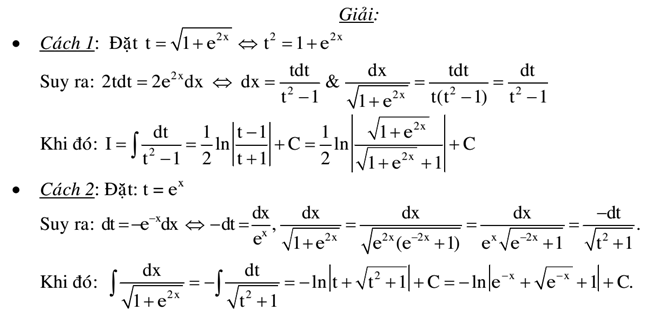 Giải:
• Cách 1: Đặt t = √(1+e^{2x}) ⇔ t² = 1+e^{2x}
Suy ra: 2tdt = 2e^{2x}dx ⇔ dx = tdt/(t²−1) & dx/√(1+e^{2x}) = tdt/(t(t²−1)) = dt/(t²−1)
Khi đó: I = ∫ dt/(t²−1) = 1/2 ln|(t−1)/(t+1)| + C = 1/2 ln|√(1+e^{2x})/(√(1+e^{2x})+1)| + C
• Cách 2: Đặt: t = e^x
Suy ra: dt = −e^{−x}dx ⇔ −dt = dx/e^x, dx/√(1+e^{2x}) = dx/√(e^{2x}(e^{−2x}+1)) = dx/(e^x√(e^{−2x}+1)) = −dt/√(t²+1).
Khi đó: ∫ dx/√(1+e^{2x}) = −∫ dt/√(t²+1) = −ln|t+√(t²+1)| + C = −ln|e^{−x}+√(e^{−x})+1| + C.